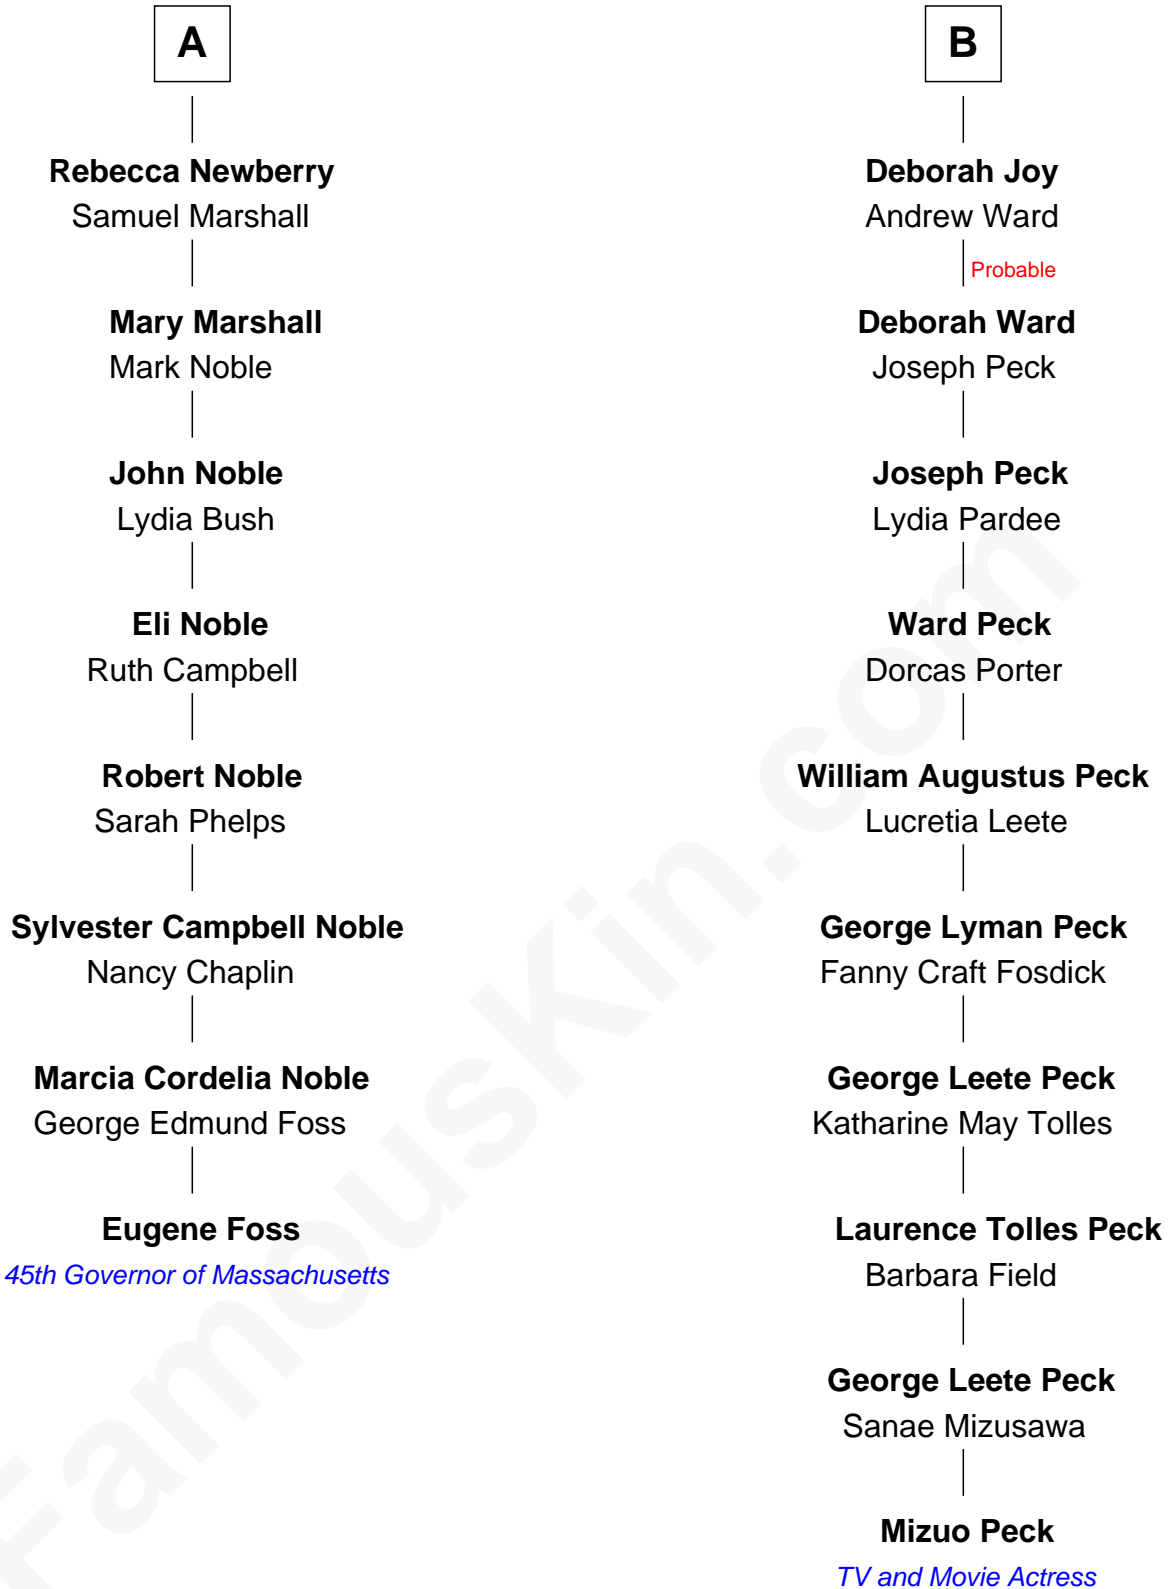 A
Rebecca Newberry
Samuel Marshall
Mary Marshall
Mark Noble
John Noble
Lydia Bush
Eli Noble
Ruth Campbell
Robert Noble
Sarah Phelps
Sylvester Campbell Noble
Nancy Chaplin
Marcia Cordelia Noble
George Edmund Foss
Eugene Foss
45th Governor of Massachusetts
B
Deborah Joy
Andrew Ward
Probable
Deborah Ward
Joseph Peck
Joseph Peck
Lydia Pardee
Ward Peck
Dorcas Porter
William Augustus Peck
Lucretia Leete
George Lyman Peck
Fanny Craft Fosdick
George Leete Peck
Katharine May Tolles
Laurence Tolles Peck
Barbara Field
George Leete Peck
Sanae Mizusawa
Mizuo Peck
TV and Movie Actress
FamousKin.com